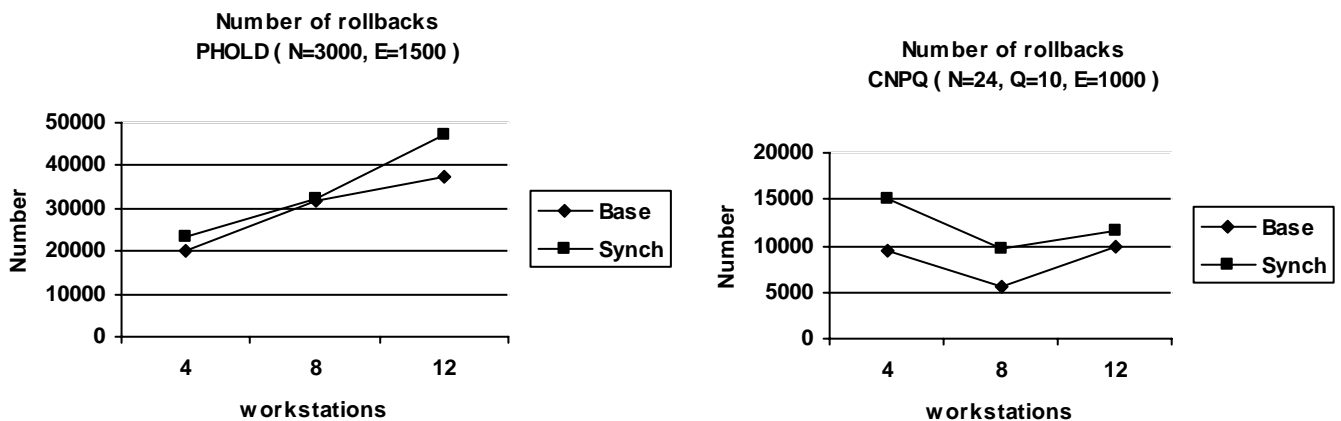 Number of rollbacks
PHOLD ( N=3000, E=1500 )
50000
40000
30000
20000
10000
0
Number
4 8 12
workstations
Base
Synch
Number of rollbacks
CNPQ ( N=24, Q=10, E=1000 )
20000
15000
10000
5000
0
Number
4 8 12
workstations
Base
Synch